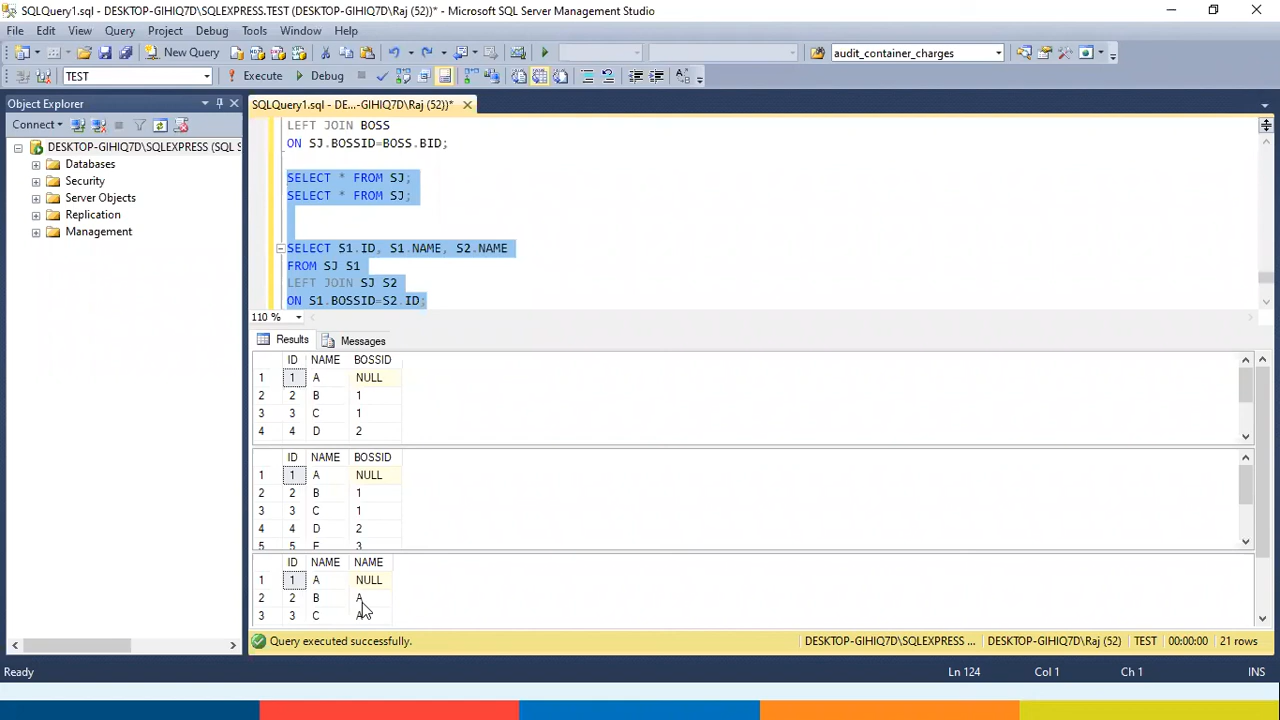 SQLQuery1.sql - DESKTOP-GIHIQ7D\SQLEXPRESS.TEST (DESKTOP-GIHIQ7D\Raj (52))* - Microsoft SQL Server Management Studio
File Edit View Query Project Debug Tools Window Help
New Query audit_container_charges
TEST Execute Debug
Object Explorer
Connect
DESKTOP-GIHIQ7D\SQLEXPRESS (SQL S
Databases
Security
Server Objects
Replication
Management
SQLQuery1.sql - DE...-GIHIQ7D\Raj (52))*
LEFT JOIN BOSS
ON SJ.BOSSID=BOSS.BID;
SELECT * FROM SJ;
SELECT * FROM SJ;
SELECT S1.ID, S1.NAME, S2.NAME
FROM SJ S1
LEFT JOIN SJ S2
ON S1.BOSSID=S2.ID;
110 %
Results Messages
ID NAME BOSSID
1 1 A NULL
2 2 B 1
3 3 C 1
4 4 D 2
ID NAME BOSSID
1 1 A NULL
2 2 B 1
3 3 C 1
4 4 D 2
5 5 E 3
ID NAME NAME
1 1 A NULL
2 2 B A
3 3 C A
Query executed successfully. DESKTOP-GIHIQ7D\SQLEXPRESS ... DESKTOP-GIHIQ7D\Raj (52) TEST 00:00:00 21 rows
Ready Ln 124 Col 1 Ch 1 INS